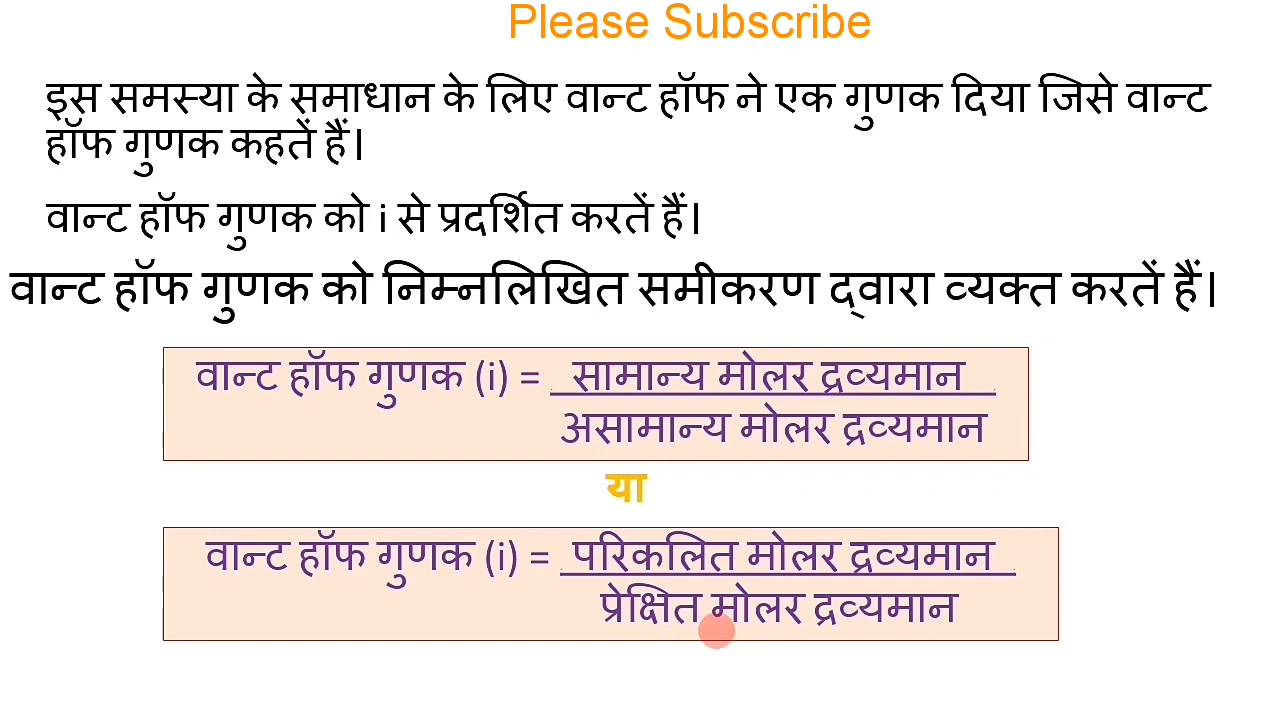 Please Subscribe
इस समस्या के समाधान के लिए वान्ट हॉफ ने एक गुणक दिया जिसे वान्ट
हॉफ गुणक कहतें हैं।
वान्ट हॉफ गुणक को i से प्रदर्शित करतें हैं।
वान्ट हॉफ गुणक को निम्नलिखित समीकरण द्वारा व्यक्त करतें हैं।
वान्ट हॉफ गुणक (i) = सामान्य मोलर द्रव्यमान
असामान्य मोलर द्रव्यमान
या
वान्ट हॉफ गुणक (i) = परिकलित मोलर द्रव्यमान
प्रेक्षित मोलर द्रव्यमान